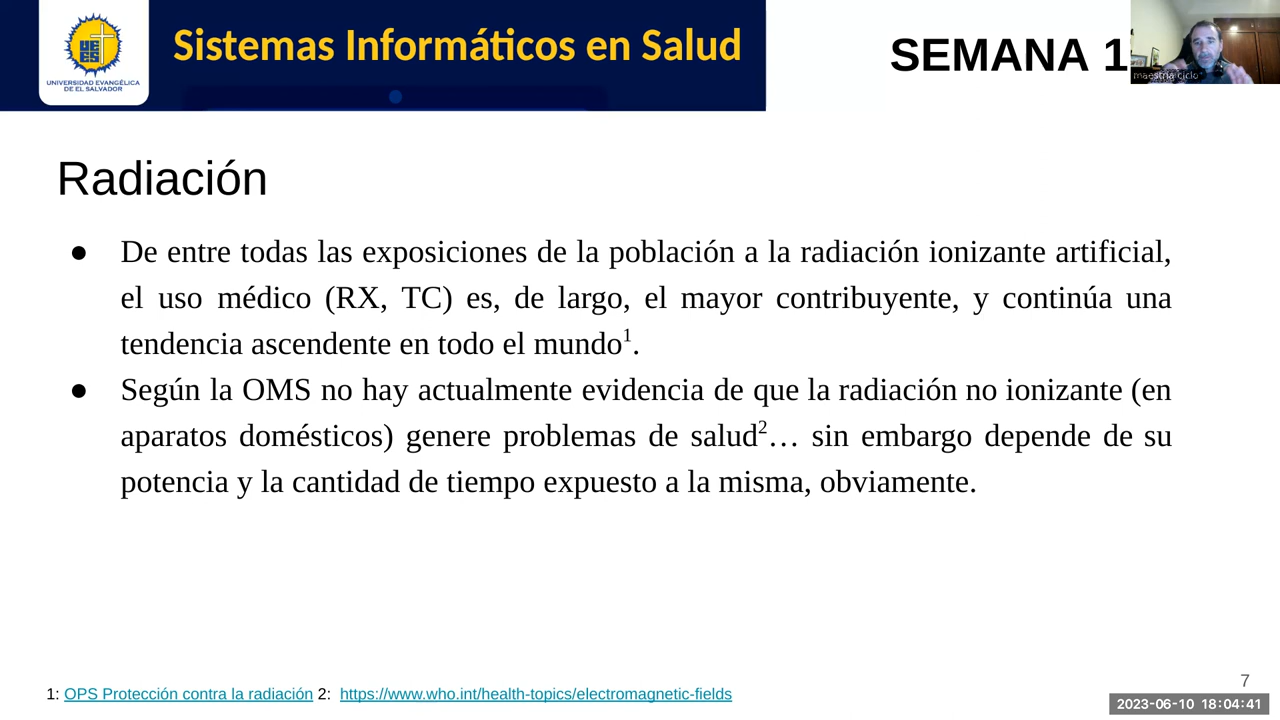 UNIVERSIDAD EVANGÉLICA
DE EL SALVADOR
Sistemas Informáticos en Salud
SEMANA 1
maestria ciclo
Radiación
● De entre todas las exposiciones de la población a la radiación ionizante artificial,
el uso médico (RX, TC) es, de largo, el mayor contribuyente, y continúa una
tendencia ascendente en todo el mundo¹.
● Según la OMS no hay actualmente evidencia de que la radiación no ionizante (en
aparatos domésticos) genere problemas de salud²… sin embargo depende de su
potencia y la cantidad de tiempo expuesto a la misma, obviamente.
1: OPS Protección contra la radiación 2: https://www.who.int/health-topics/electromagnetic-fields
7
2023-06-10 18:04:41